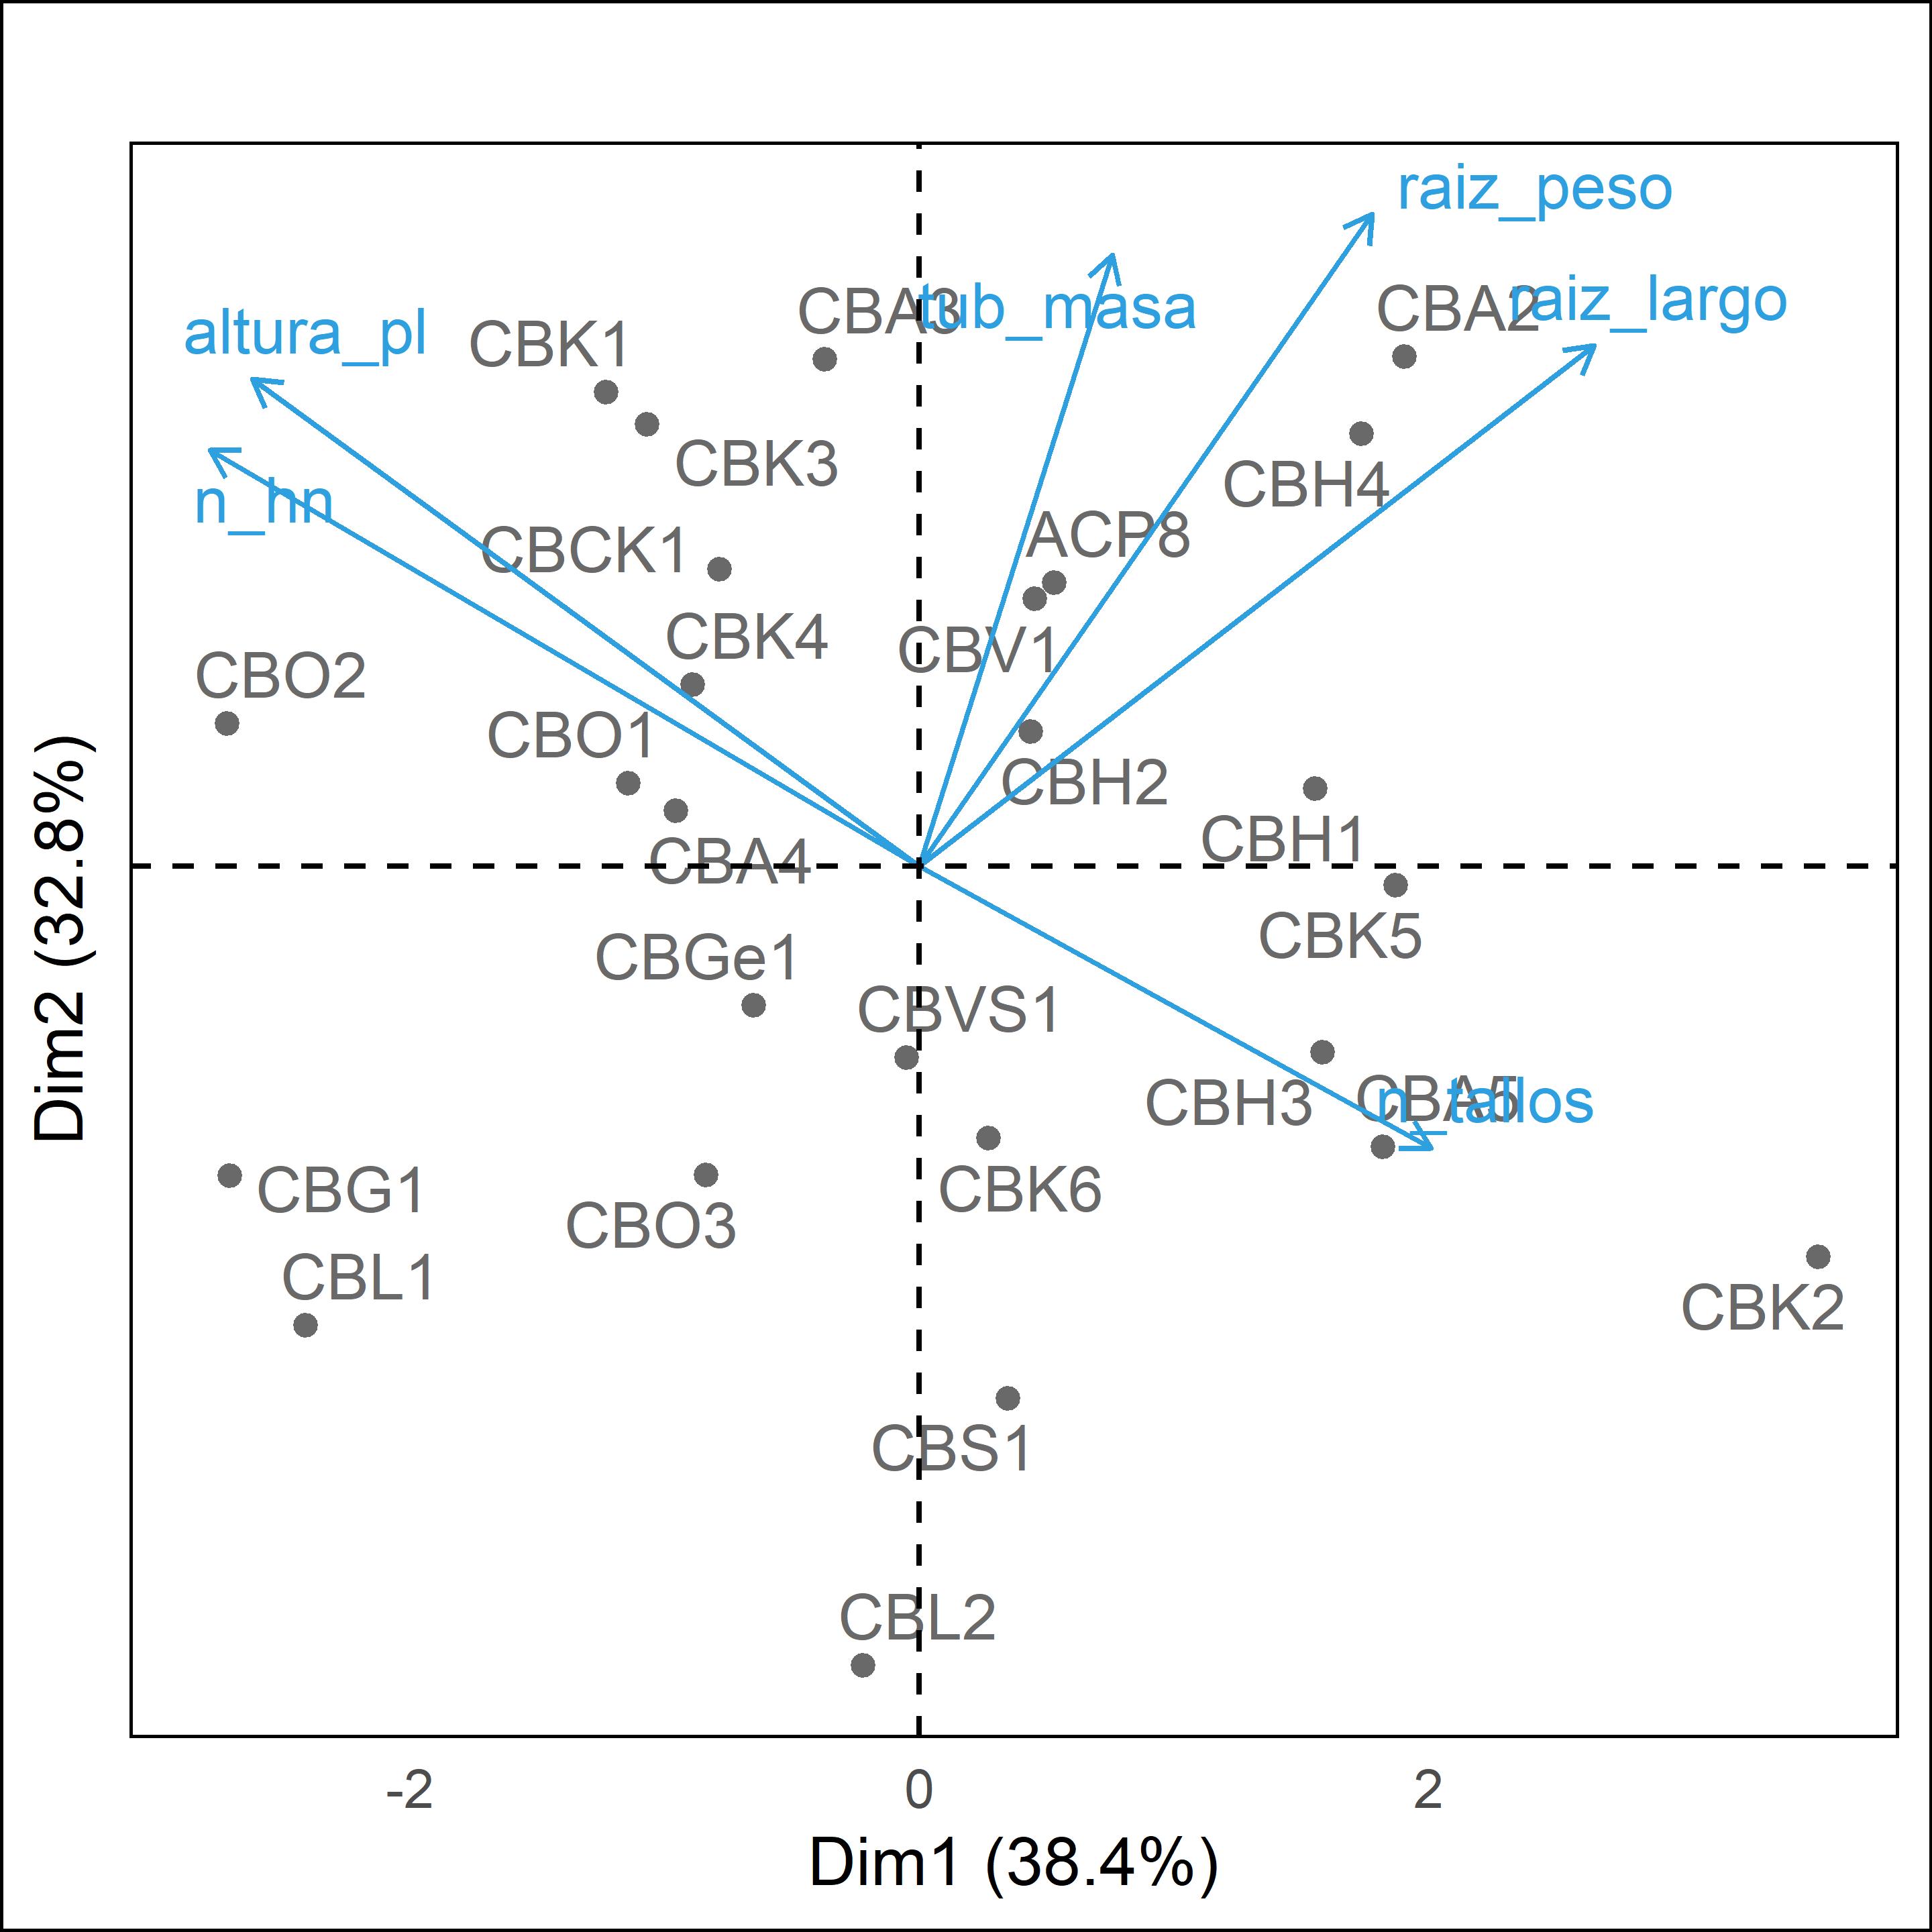 raiz_peso
CBA3
tub_masa
CBA2
raiz_largo
altura_pl
CBK1
CBK3
CBH4
n_hn
CBCK1
ACP8
CBK4
CBV1
CBO2
CBO1
CBH2
CBH1
CBA4
CBK5
CBGe1
CBVS1
CBH3
CBA5
n_tallos
CBG1
CBK6
CBO3
CBL1
CBK2
CBS1
CBL2
Dim2 (32.8%)
-2 0 2
Dim1 (38.4%)